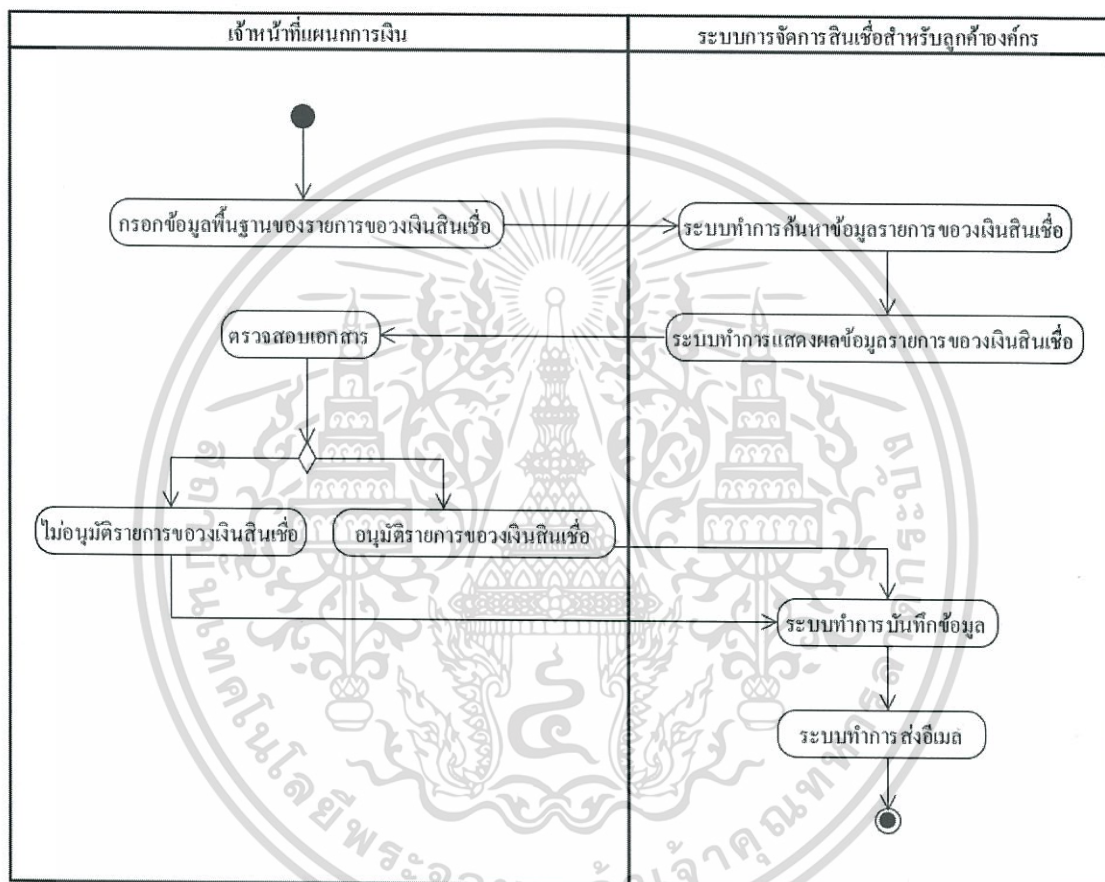 เจ้าหน้าที่แผนกการเงิน
ระบบการจัดการสินเชื่อสำหรับลูกค้าองค์กร
กรอกข้อมูลพื้นฐานของรายการขอวงเงินสินเชื่อ
ระบบทำการค้นหาข้อมูลรายการขอวงเงินสินเชื่อ
ตรวจสอบเอกสาร
ระบบทำการแสดงผลข้อมูลรายการขอวงเงินสินเชื่อ
ไม่อนุมัติรายการขอวงเงินสินเชื่อ
อนุมัติรายการขอวงเงินสินเชื่อ
ระบบทำการบันทึกข้อมูล
ระบบทำการส่งอีเมล